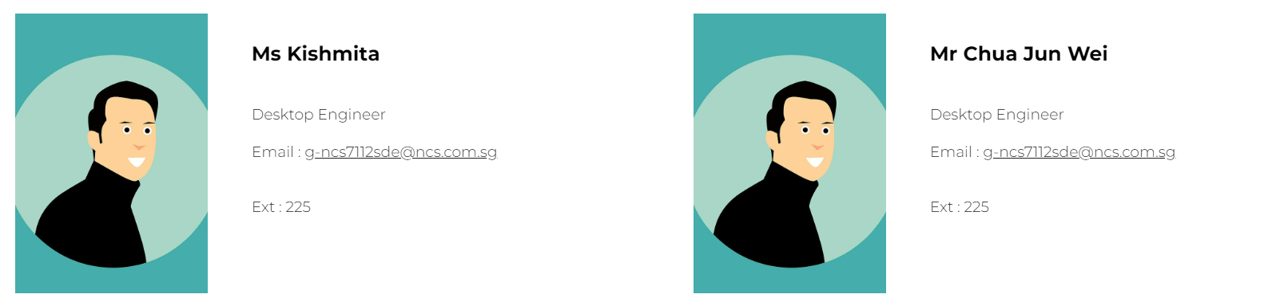 Ms Kishmita
Desktop Engineer
Email : g-ncs7112sde@ncs.com.sg
Ext : 225
Mr Chua Jun Wei
Desktop Engineer
Email : g-ncs7112sde@ncs.com.sg
Ext : 225